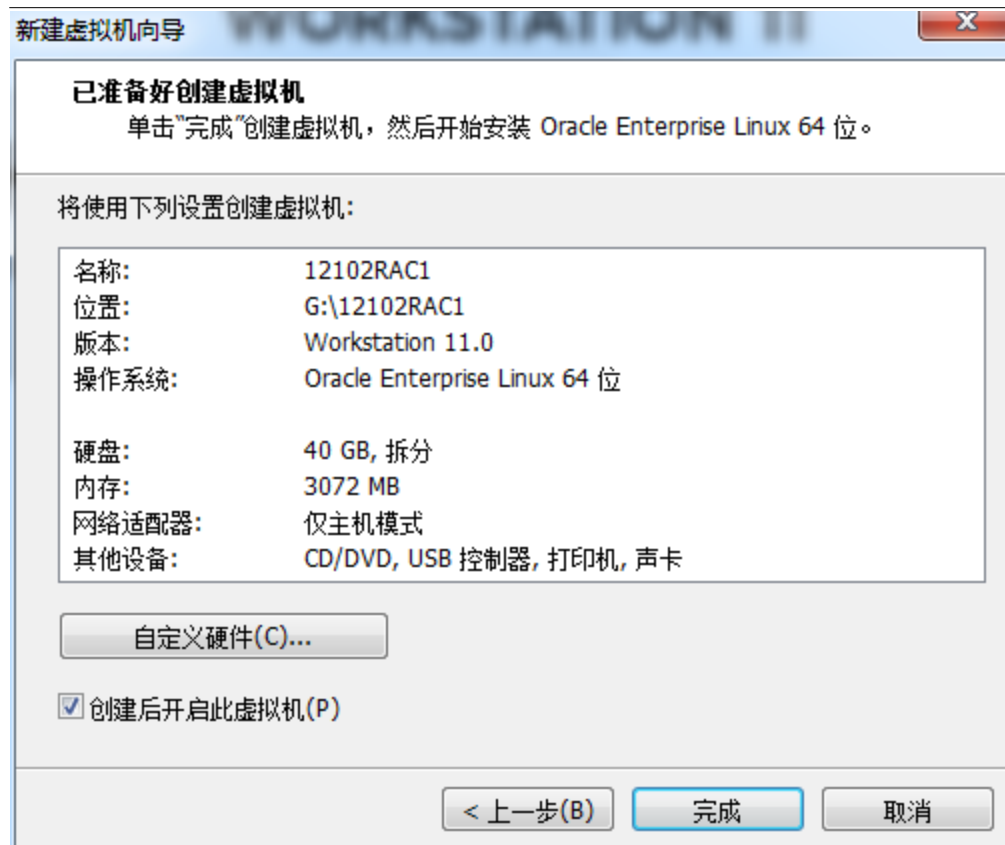 WORKSTATION 11
新建虚拟机向导
已准备好创建虚拟机
单击"完成"创建虚拟机，然后开始安装 Oracle Enterprise Linux 64 位。
将使用下列设置创建虚拟机:
名称: 12102RAC1
位置: G:\12102RAC1
版本: Workstation 11.0
操作系统: Oracle Enterprise Linux 64 位
硬盘: 40 GB, 拆分
内存: 3072 MB
网络适配器: 仅主机模式
其他设备: CD/DVD, USB 控制器, 打印机, 声卡
自定义硬件(C)...
创建后开启此虚拟机(P)
< 上一步(B) 完成 取消